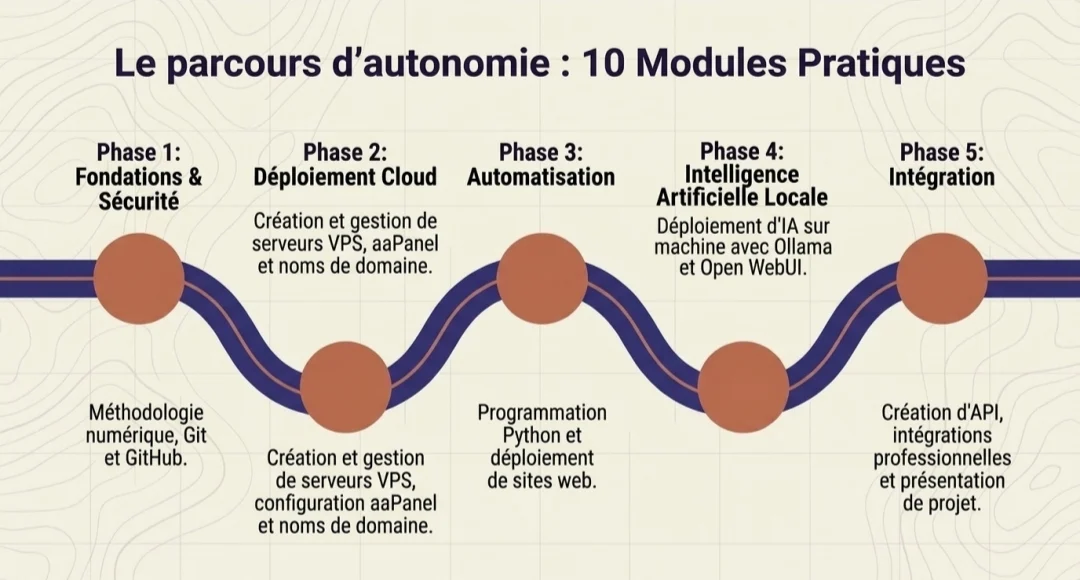 Le parcours d’autonomie : 10 Modules Pratiques
Phase 1:
Fondations &
Sécurité
Méthodologie
numérique, Git
et GitHub.
Phase 2:
Déploiement Cloud
Création et gestion de
serveurs VPS, aaPanel
et noms de domaine.
Création et gestion
de serveurs VPS,
configuration aaPanel
et noms de domaine.
Phase 3:
Automatisation
Programmation
Python et
déploiement
de sites web.
Phase 4:
Intelligence
Artificielle Locale
Déploiement d'IA sur
machine avec Ollama
et Open WebUI.
Phase 5:
Intégration
Création d'API,
intégrations
professionnelles
et présentation
de projet.